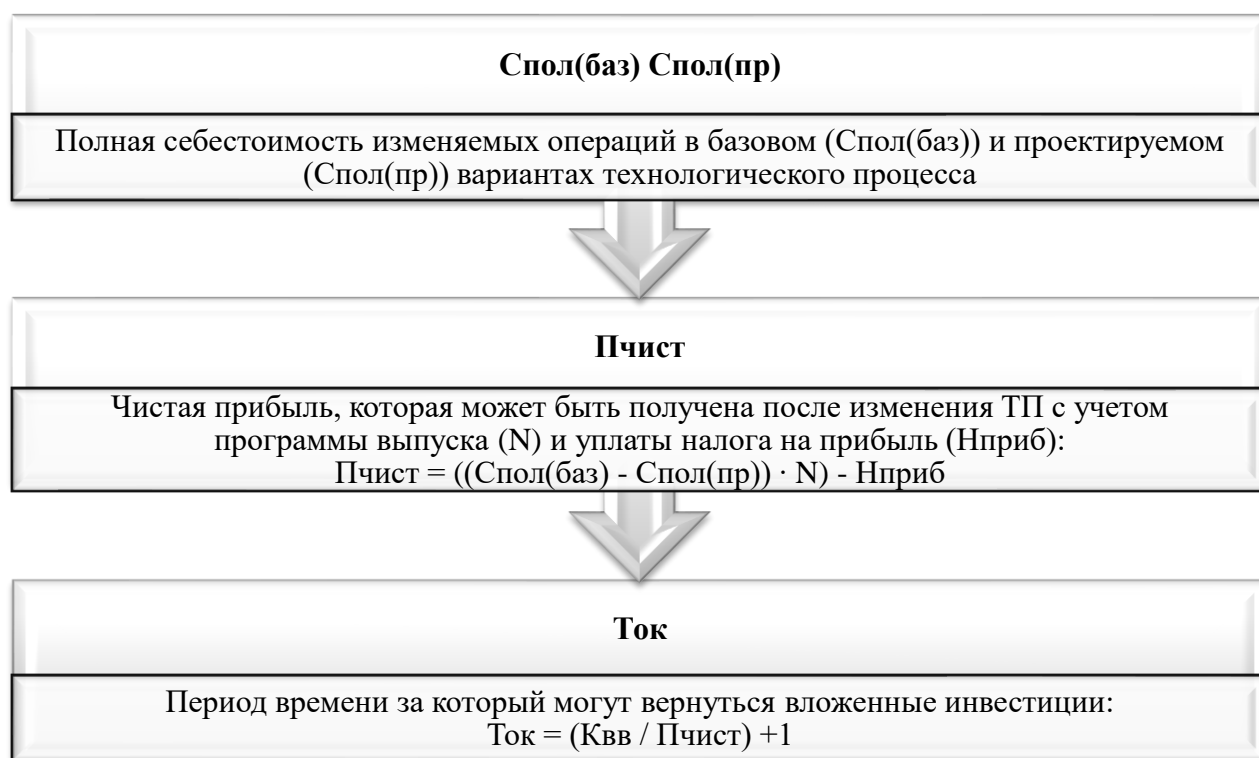 Спол(баз) Спол(пр)
Полная себестоимость изменяемых операций в базовом (Спол(баз)) и проектируемом
(Спол(пр)) вариантах технологического процесса
Пчист
Чистая прибыль, которая может быть получена после изменения ТП с учетом
программы выпуска (N) и уплаты налога на прибыль (Нприб):
Пчист = ((Спол(баз) - Спол(пр)) · N) - Нприб
Ток
Период времени за который могут вернуться вложенные инвестиции:
Ток = (Квв / Пчист) +1